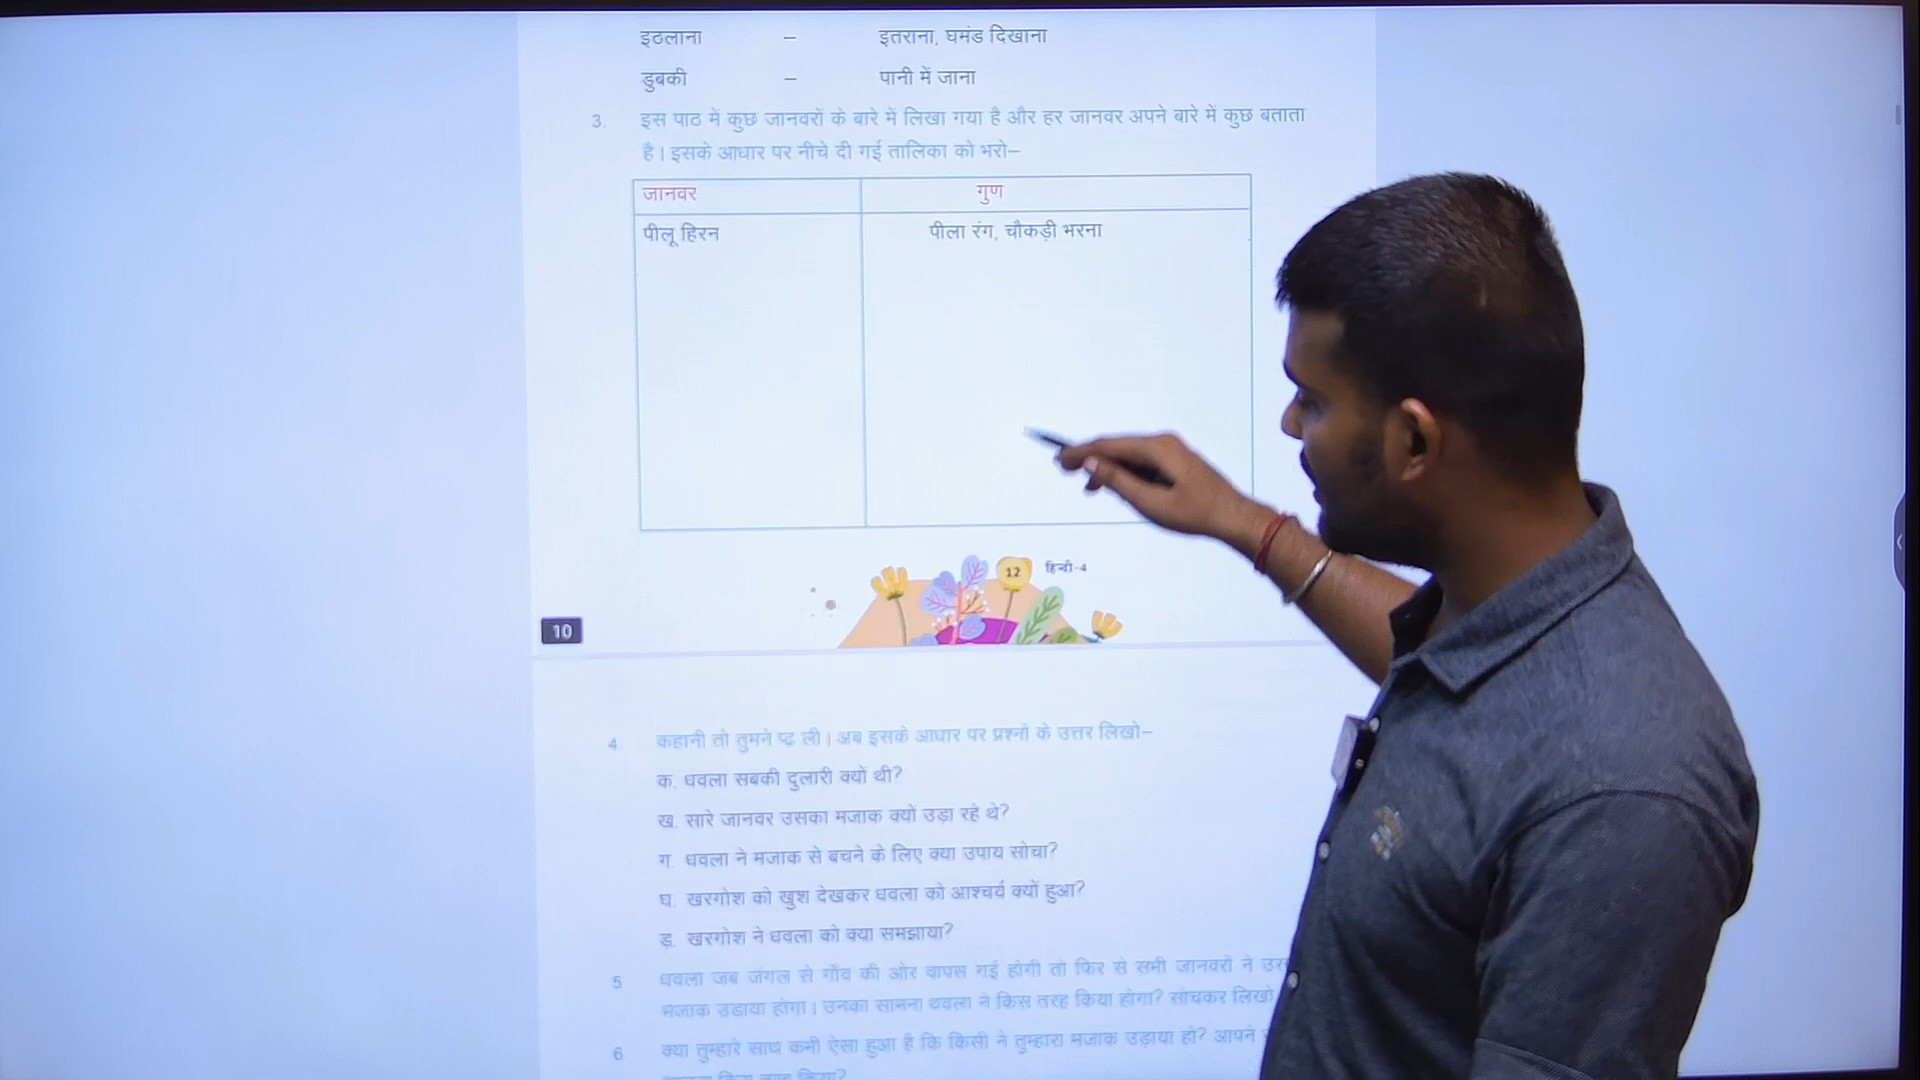 इठलाना – इतराना, घमंड दिखाना
डुबकी – पानी में जाना
3. इस पाठ में कुछ जानवरों के बारे में लिखा गया है और हर जानवर अपने बारे में कुछ बताता
है। इसके आधार पर नीचे दी गई तालिका को भरो–
जानवर गुण
पीलू हिरन पीला रंग, चौकड़ी भरना
12 हिन्दी-4
10
4. कहानी तो तुमने पढ़ ली। अब इसके आधार पर प्रश्नों के उत्तर लिखो–
क. धवला सबकी दुलारी क्यों थी?
ख. सारे जानवर उसका मजाक क्यों उड़ा रहे थे?
ग. धवला ने मजाक से बचने के लिए क्या उपाय सोचा?
घ. खरगोश को खुश देखकर धवला को आश्चर्य क्यों हुआ?
ड़. खरगोश ने धवला को क्या समझाया?
5 धवला जब जंगल से गाँव की ओर वापस गई होगी तो फिर से सभी जानवरों ने
मजाक उडाया होगा। उनका सामना धवला ने किस तरह किया होगा? सोचकर लिखो
6 क्या तुम्हारे साथ कभी ऐसा हुआ है कि किसी ने तुम्हारा मजाक उड़ाया हो? आपने
किस तरह किया?